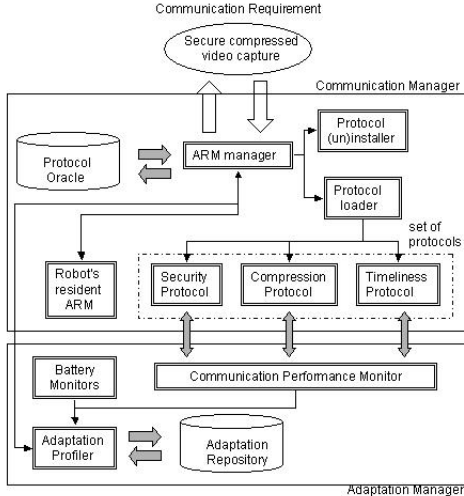 Communication Requirement
Secure compressed
video capture
Communication Manager
Protocol
(un)installer
Protocol
Oracle
ARM manager
Protocol
loader
set of
protocols
Robot's
resident
ARM
Security
Protocol
Compression
Protocol
Timeliness
Protocol
Battery
Monitors
Communication Performance Monitor
Adaptation
Profiler
Adaptation
Repository
Adaptation Manager